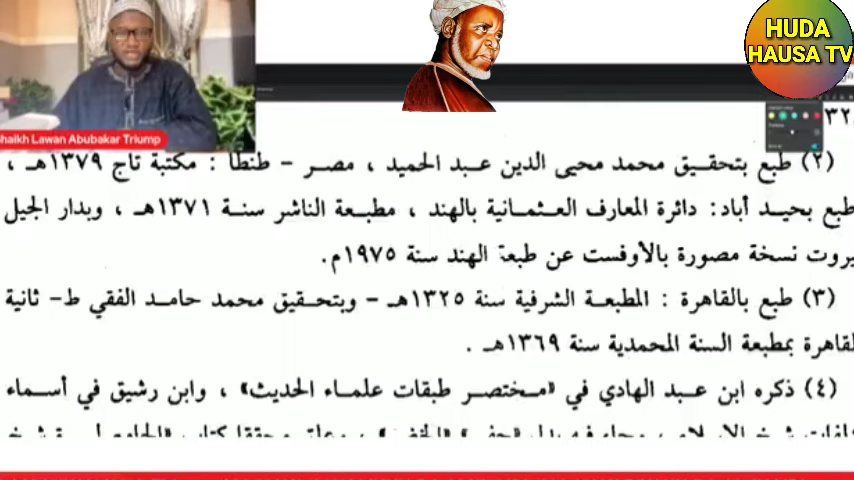 HUDA
HAUSA TV
Shaikh Lawan Abubakar Triump
٣٢
(٢) طبع بتحقيق محمد محيى الدين عبد الحميد ، مصر - طنطا : مكتبة تاج ١٣٧٩هـ ،
طبع بحيد أباد: دائرة المعارف العثمانية بالهند ، مطبعة الناشر سنة ١٣٧١هـ ، وبدار الجيل
يروت نسخة مصورة بالأوفست عن طبعة الهند سنة ١٩٧٥م.
(٣) طبع بالقاهرة : المطبعة الشرفية سنة ١٣٢٥هـ - وبتحقيق محمد حامد الفقي ط- ثانية
لقاهرة بمطبعة السنة المحمدية سنة ١٣٦٩هـ .
(٤) ذكره ابن عبد الهادي في «مختصر طبقات علماء الحديث» ، وابن رشيق في أسماء